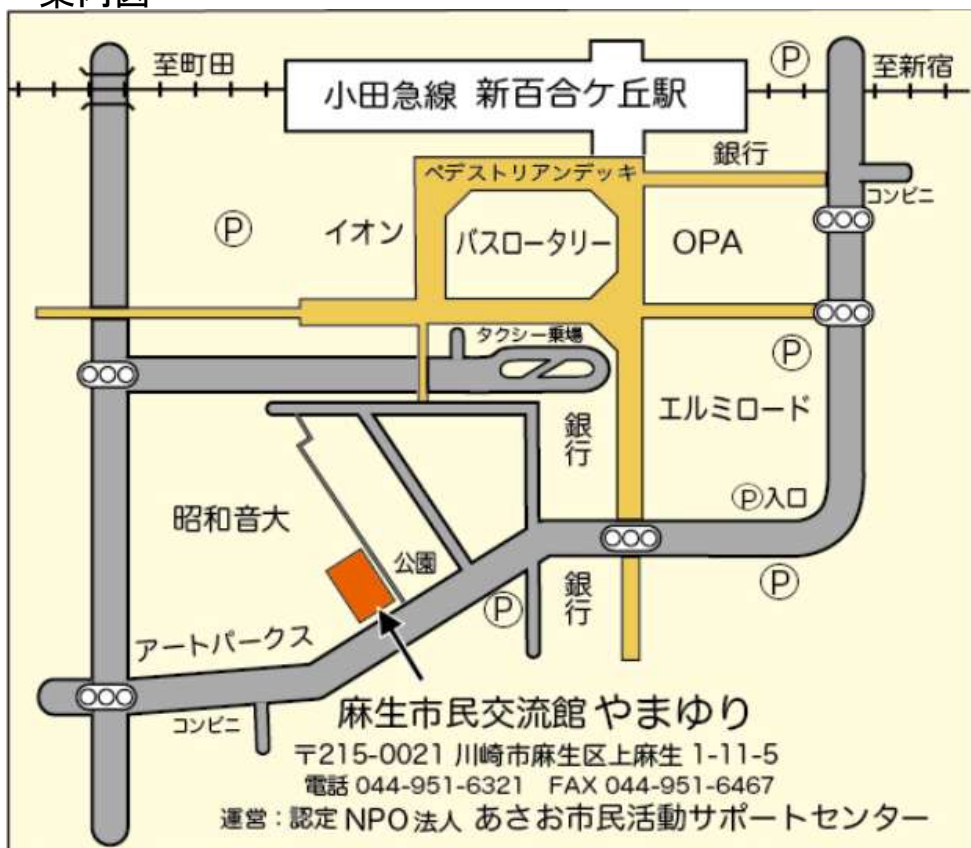 案内図
至町田
小田急線 新百合ケ丘駅
Ⓟ
至新宿
ペデストリアンデッキ
銀行
コンビニ
Ⓟ
イオン
バスロータリー
OPA
タクシー乗場
Ⓟ
エルミロード
銀行
Ⓟ入口
昭和音大
公園
Ⓟ
銀行
Ⓟ
アートパークス
コンビニ
麻生市民交流館 やまゆり
〒215-0021 川崎市麻生区上麻生 1-11-5
電話 044-951-6321 FAX 044-951-6467
運営：認定 NPO 法人 あさお市民活動サポートセンター